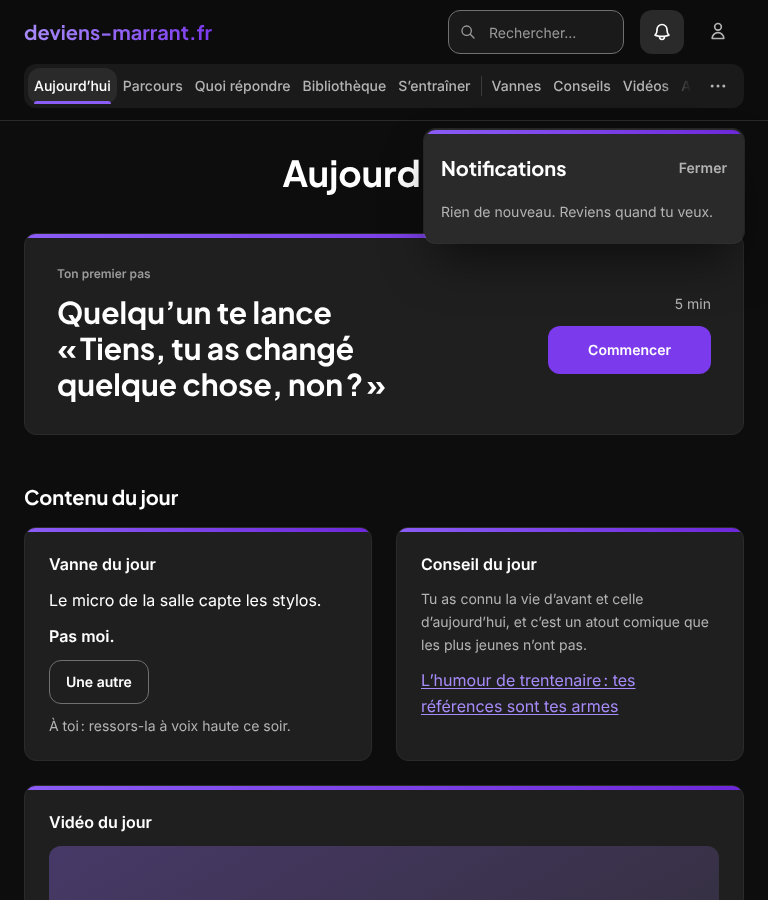 deviens-marrant.fr
Rechercher…
Aujourd’hui Parcours Quoi répondre Bibliothèque S’entraîner Vannes Conseils Vidéos
Aujourd
Notifications
Fermer
Rien de nouveau. Reviens quand tu veux.
Ton premier pas
Quelqu’un te lance
« Tiens, tu as changé
quelque chose, non ? »
5 min
Commencer
Contenu du jour
Vanne du jour
Le micro de la salle capte les stylos.
Pas moi.
Une autre
À toi : ressors-la à voix haute ce soir.
Conseil du jour
Tu as connu la vie d’avant et celle
d’aujourd’hui, et c’est un atout comique que
les plus jeunes n’ont pas.
L’humour de trentenaire : tes
références sont tes armes
Vidéo du jour